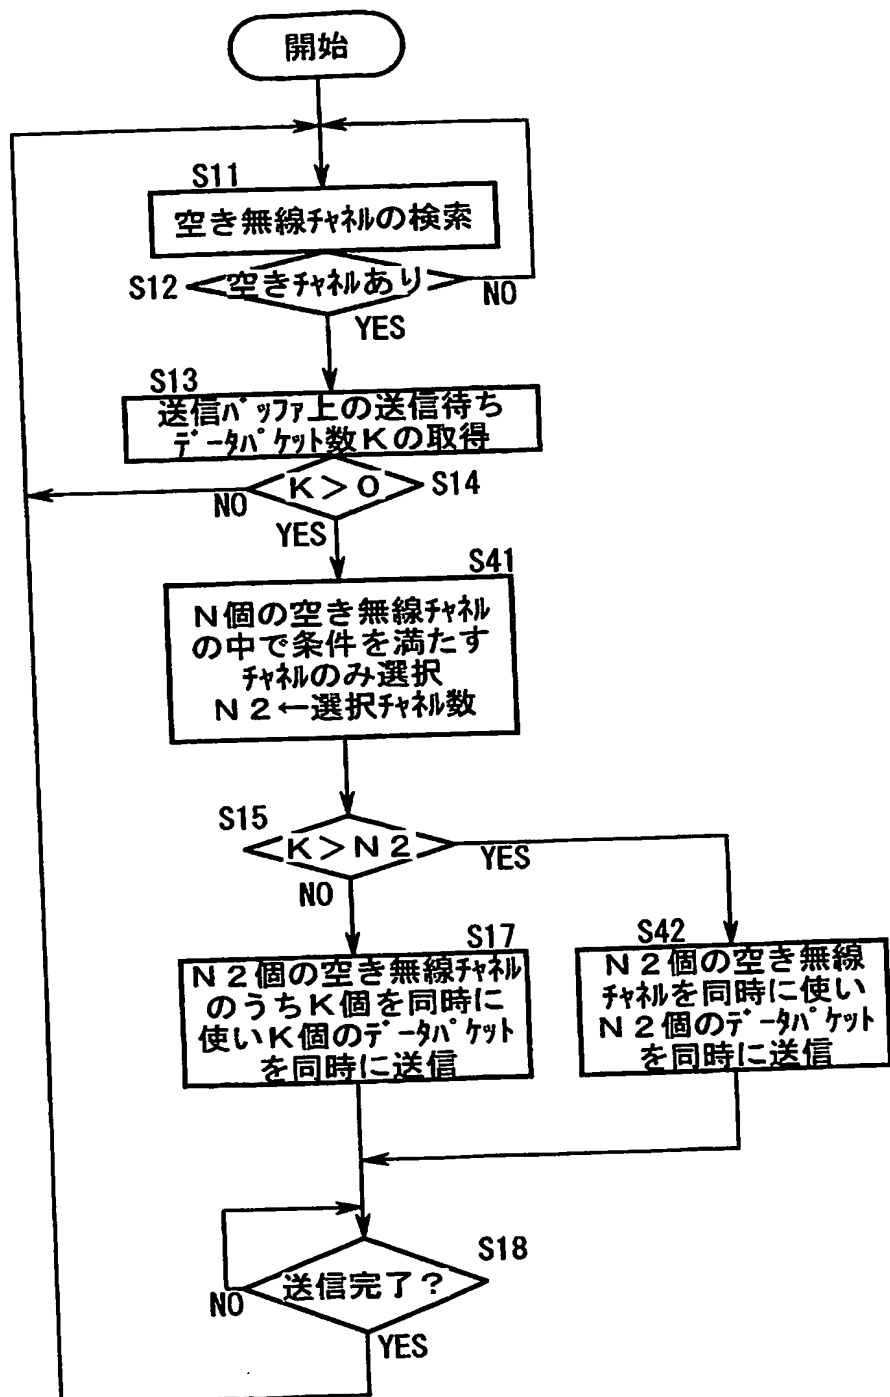 開始
S11
空き無線チャネルの検索
S12
空きチャネルあり
NO
YES
S13
送信バッファ上の送信待ち
データパケット数Kの取得
K>0
S14
NO
YES
S41
N個の空き無線チャネル
の中で条件を満たす
チャネルのみ選択
N2←選択チャネル数
S15
K>N2
YES
NO
S17
N2個の空き無線チャネル
のうちK個を同時に
使いK個のデータパケット
を同時に送信
S42
N2個の空き無線
チャネルを同時に使い
N2個のデータパケット
を同時に送信
S18
送信完了?
NO
YES